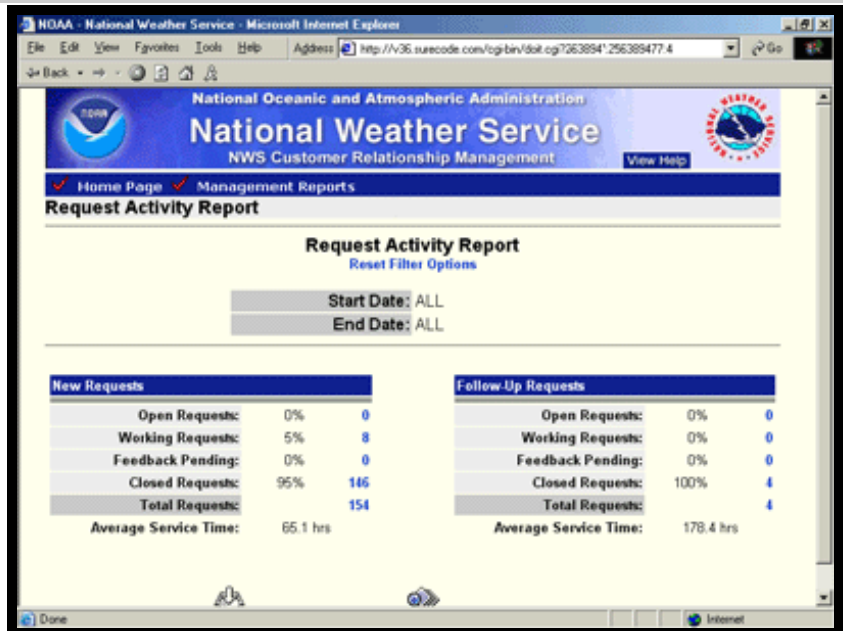 NOAA - National Weather Service - Microsoft Internet Explorer
File Edit View Favorites Tools Help Address http://v36.surecode.com/cgi-bin/doit.cgi?263894*:256389477:4 Go
Back
National Oceanic and Atmospheric Administration
NOAA
National Weather Service
NWS Customer Relationship Management
View Help
NATIONAL WEATHER SERVICE
Home Page Management Reports
Request Activity Report
Request Activity Report
Reset Filter Options
Start Date: ALL
End Date: ALL
New Requests
Open Requests: 0% 0
Working Requests: 5% 8
Feedback Pending: 0% 0
Closed Requests: 95% 146
Total Requests: 154
Average Service Time: 65.1 hrs
Follow-Up Requests
Open Requests: 0% 0
Working Requests: 0% 0
Feedback Pending: 0% 0
Closed Requests: 100% 4
Total Requests: 4
Average Service Time: 178.4 hrs
Done Internet